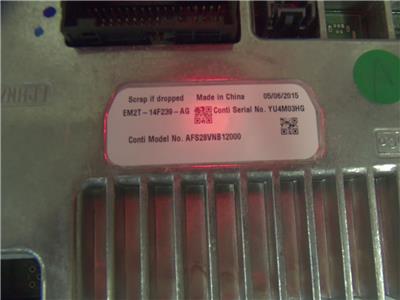 Scrap if dropped Made in China 05/06/2015
EM2T-14F239-AG Conti Serial No. YU4M03HG
Conti Model No. AFS28VNB12000